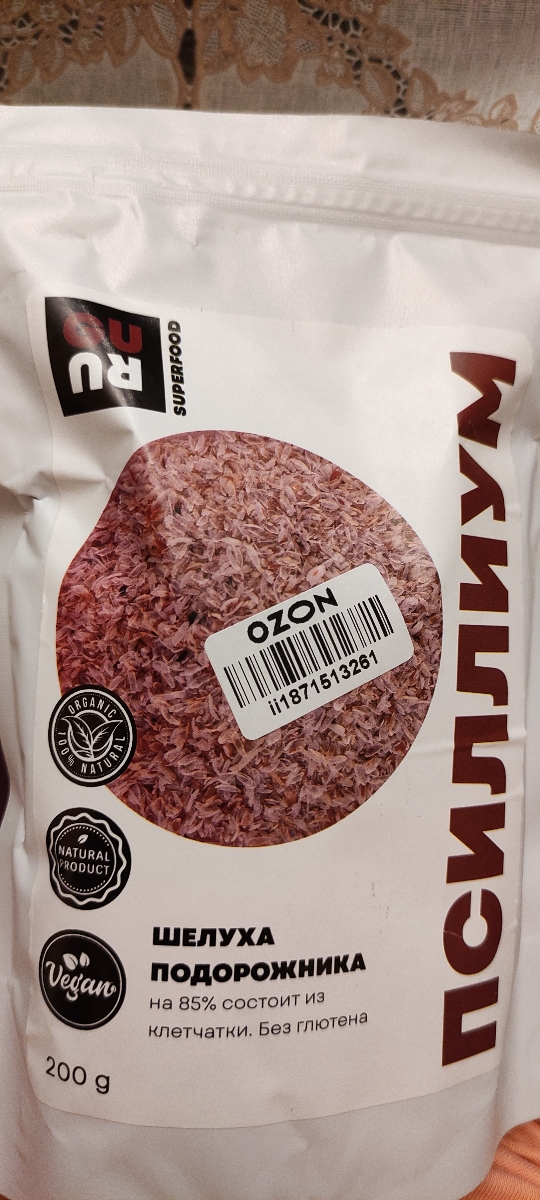 RU
SUPERFOOD
ПСИЛЛИУМ
OZON
ii1871513261
ORGANIC
100% NATURAL
NATURAL
PRODUCT
Vegan
ШЕЛУХА
ПОДОРОЖНИКА
на 85% состоит из
клетчатки. Без глютена
200 g